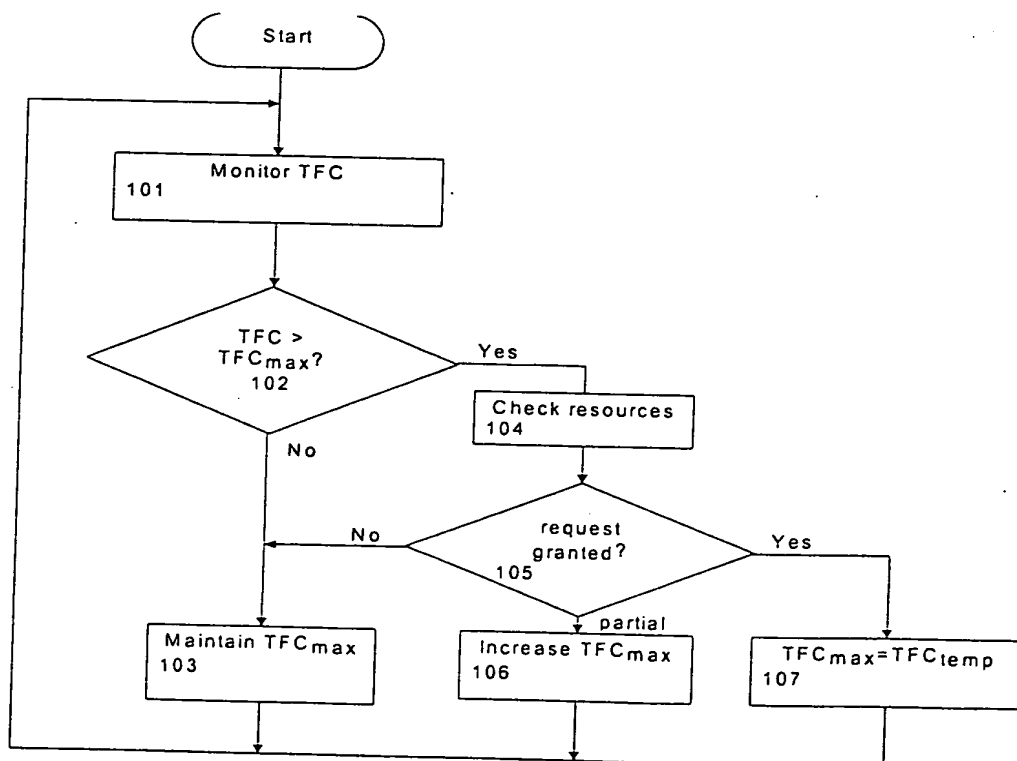 Start
Monitor TFC
101
TFC >
TFCmax?
102
Yes
No
Check resources
104
request
granted?
105
No
Yes
partial
Maintain TFCmax
103
Increase TFCmax
106
TFCmax=TFCtemp
107